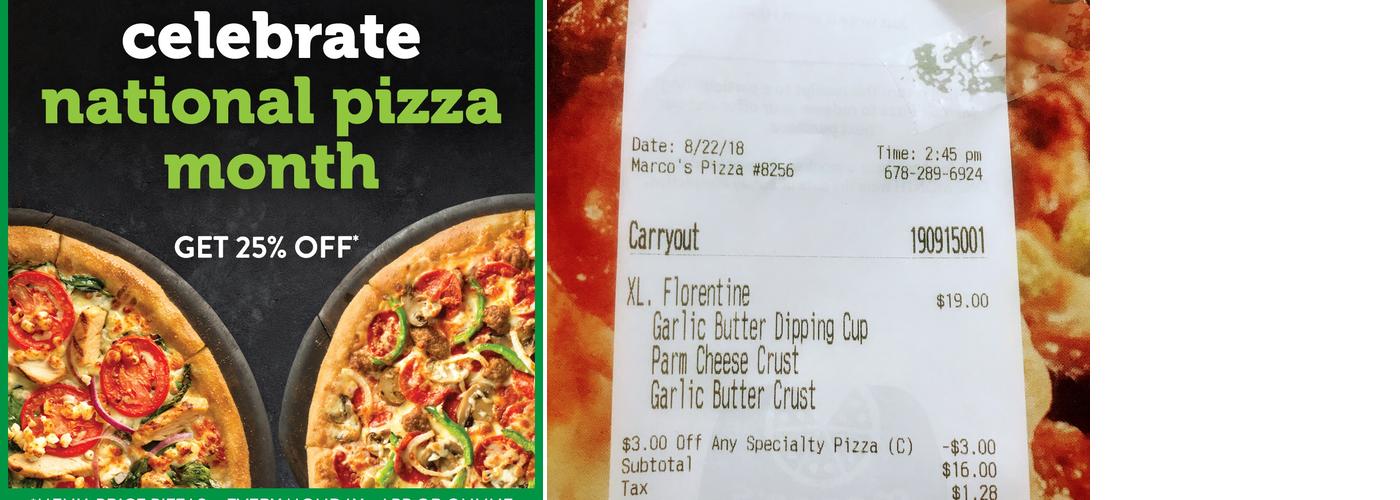 celebrate
national pizza
month
GET 25% OFF*
Date: 8/22/18 Time: 2:45 pm
Marco's Pizza #8256 678-289-6924
Carryout 190915001
XL. Florentine $19.00
Garlic Butter Dipping Cup
Parm Cheese Crust
Garlic Butter Crust
$3.00 Off Any Specialty Pizza (C) -$3.00
Subtotal $16.00
Tax $1.28